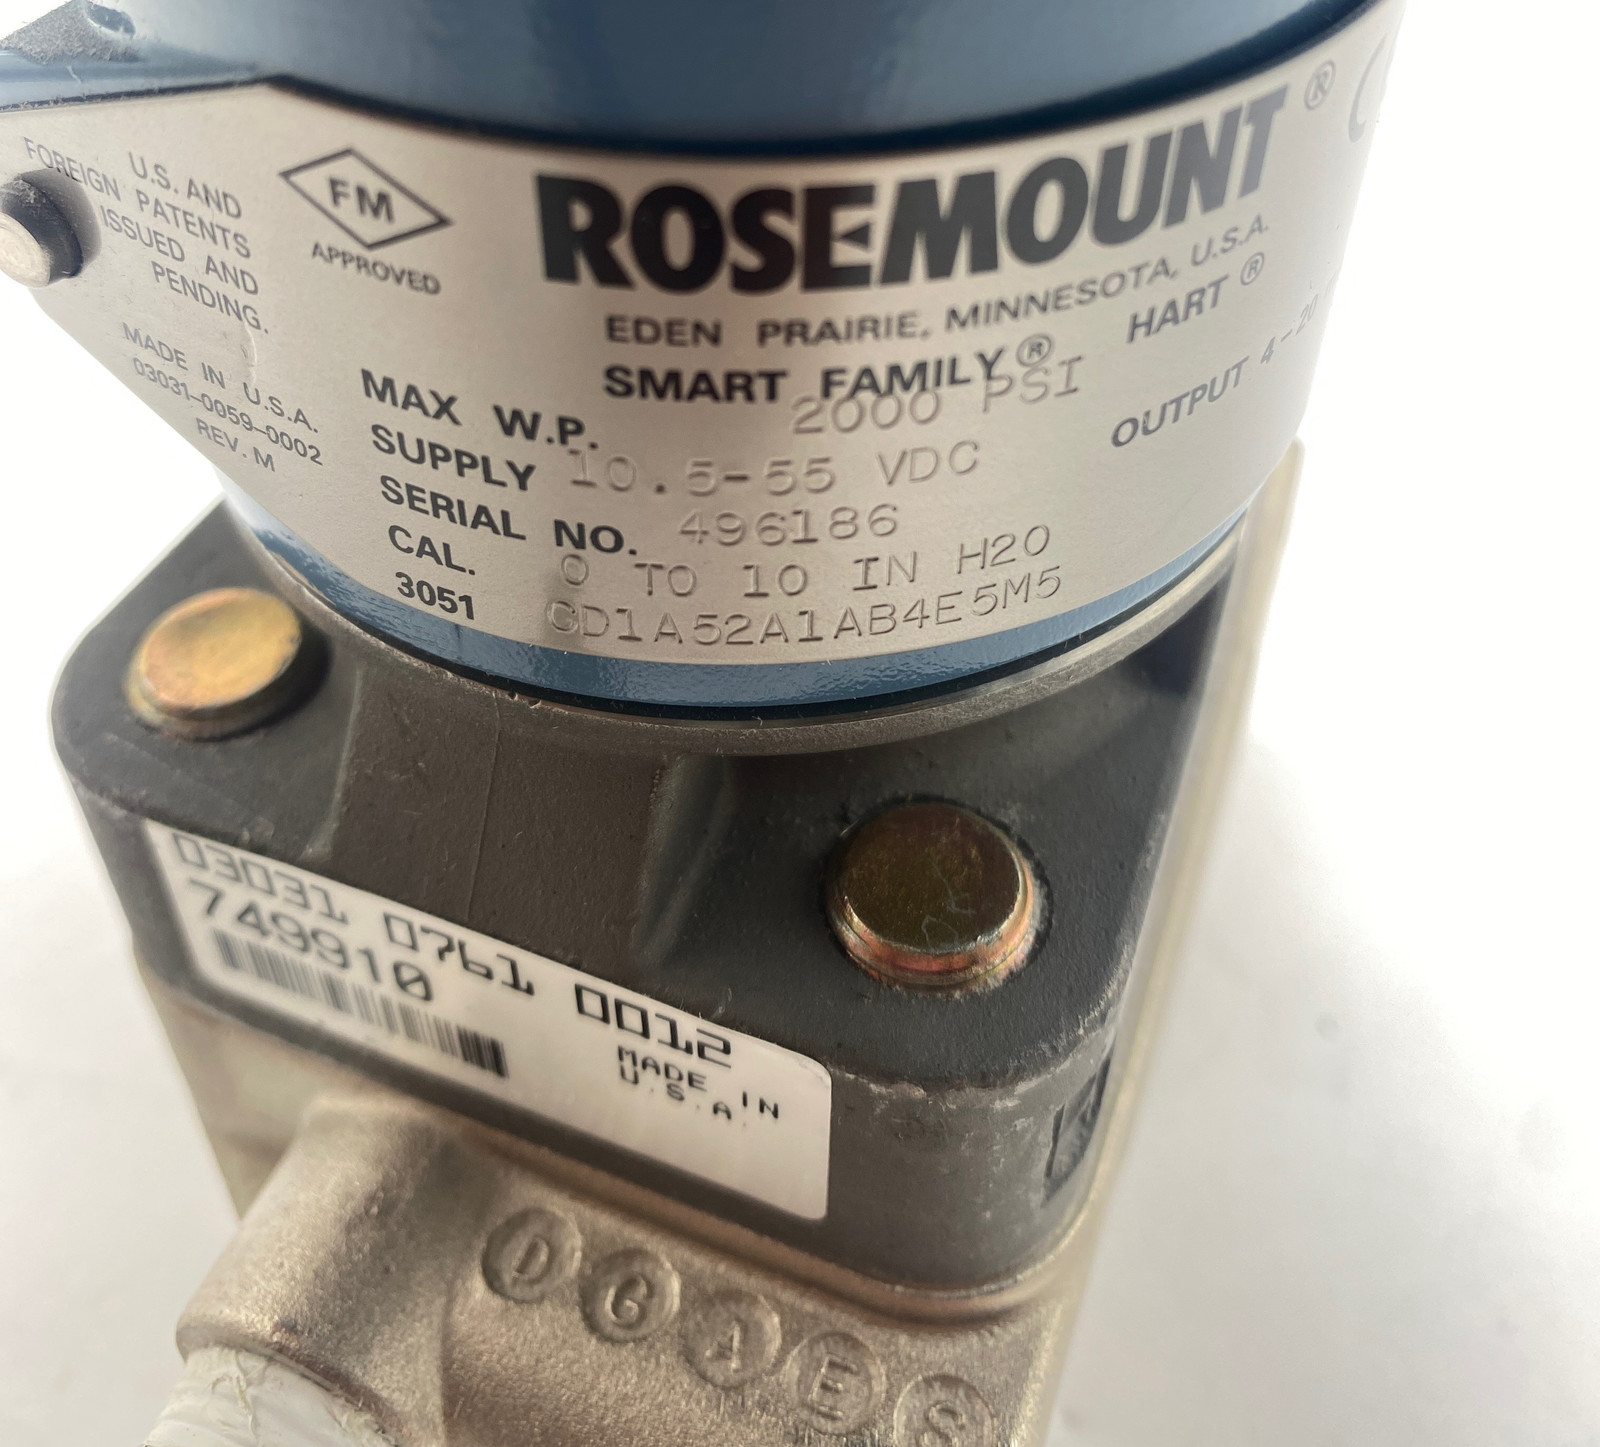 U.S. AND
FOREIGN PATENTS
ISSUED AND
PENDING.
MADE IN U.S.A.
03031-0059-0002
REV. M
FM
APPROVED
ROSEMOUNT®
EDEN PRAIRIE, MINNESOTA, U.S.A.
SMART FAMILY® HART®
MAX W.P. 2000 PSI
OUTPUT 4-20
SUPPLY 10.5-55 VDC
SERIAL NO. 496186
CAL. 0 TO 10 IN H2O
3051 CD1A52A1AB4E5M5
03031 0761 0012
7499310
MADE IN
U.S.A.
D G A E S